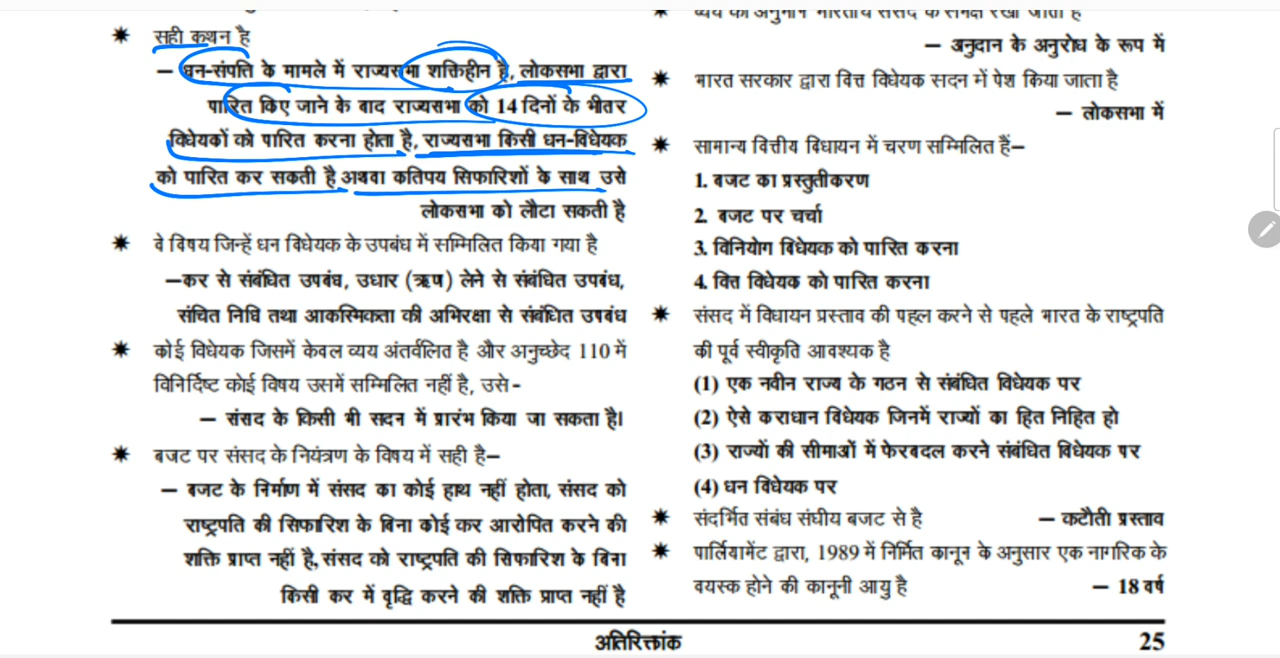 ✶ सही कथन है
– धन-संपति के मामले में राज्यसभा शक्तिहीन है, लोकसभा द्वारा
पारित किए जाने के बाद राज्यसभा को 14 दिनों के भीतर
विधेयकों को पारित करना होता है, राज्यसभा किसी धन-विधेयक
को पारित कर सकती है अथवा कतिपय सिफारिशों के साथ उसे
लोकसभा को लौटा सकती है
✶ वे विषय जिन्हें धन विधेयक के उपबंध में सम्मिलित किया गया है
–कर से संबंधित उपबंध, उधार (ऋण) लेने से संबंधित उपबंध,
संचित निधि तथा आकस्मिकता की अभिरक्षा से संबंधित उपबंध
✶ कोई विधेयक जिसमें केवल व्यय अंतर्वलित है और अनुच्छेद 110 में
विनिर्दिष्ट कोई विषय उसमें सम्मिलित नहीं है, उसे-
– संसद के किसी भी सदन में प्रारंभ किया जा सकता है।
✶ बजट पर संसद के नियंत्रण के विषय में सही है–
– बजट के निर्माण में संसद का कोई हाथ नहीं होता, संसद को
राष्ट्रपति की सिफारिश के बिना कोई कर आरोपित करने की
शक्ति प्राप्त नहीं है, संसद को राष्ट्रपति की सिफारिश के बिना
किसी कर में वृद्धि करने की शक्ति प्राप्त नहीं है
✶ व्यय का अनुमान भारतीय संसद के समक्ष रखा जाता है
– अनुदान के अनुरोध के रूप में
✶ भारत सरकार द्वारा वित्त विधेयक सदन में पेश किया जाता है
– लोकसभा में
✶ सामान्य वित्तीय विधायन में चरण सम्मिलित हैं–
1. बजट का प्रस्तुतीकरण
2. बजट पर चर्चा
3. विनियोग विधेयक को पारित करना
4. वित्त विधेयक को पारित करना
✶ संसद में विधायन प्रस्ताव की पहल करने से पहले भारत के राष्ट्रपति
की पूर्व स्वीकृति आवश्यक है
(1) एक नवीन राज्य के गठन से संबंधित विधेयक पर
(2) ऐसे कराधान विधेयक जिनमें राज्यों का हित निहित हो
(3) राज्यों की सीमाओं में फेरबदल करने संबंधित विधेयक पर
(4) धन विधेयक पर
✶ संदर्भित संबंध संघीय बजट से है – कटौती प्रस्ताव
✶ पार्लियामेंट द्वारा, 1989 में निर्मित कानून के अनुसार एक नागरिक के
वयस्क होने की कानूनी आयु है – 18 वर्ष
अतिरिक्तांक 25